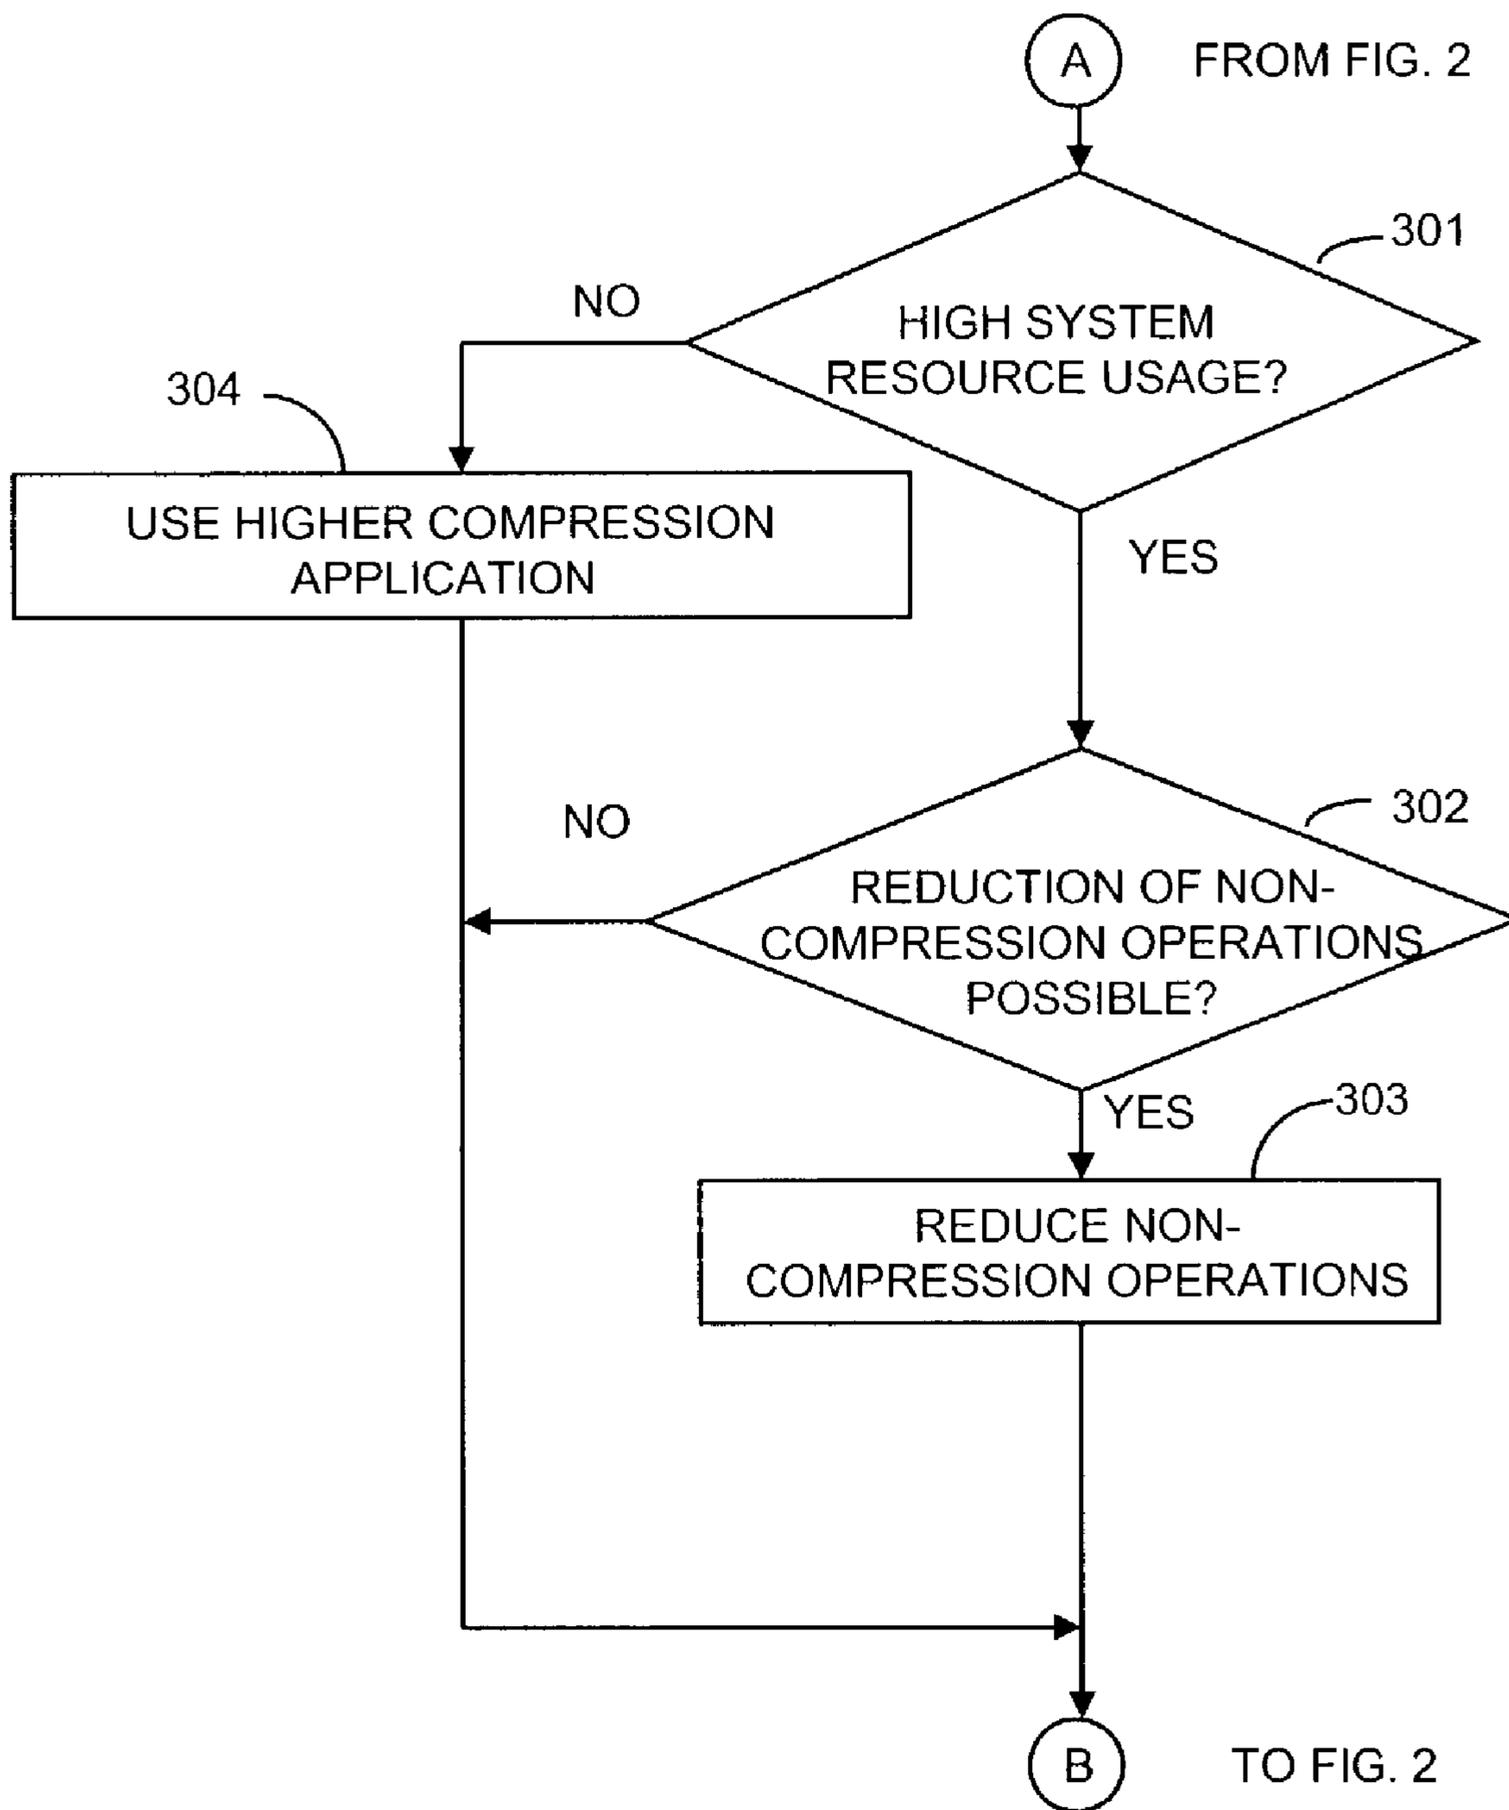 A
FROM FIG. 2
301
NO
HIGH SYSTEM
RESOURCE USAGE?
304
USE HIGHER COMPRESSION
APPLICATION
YES
302
NO
REDUCTION OF NON-
COMPRESSION OPERATIONS
POSSIBLE?
YES
303
REDUCE NON-
COMPRESSION OPERATIONS
B
TO FIG. 2